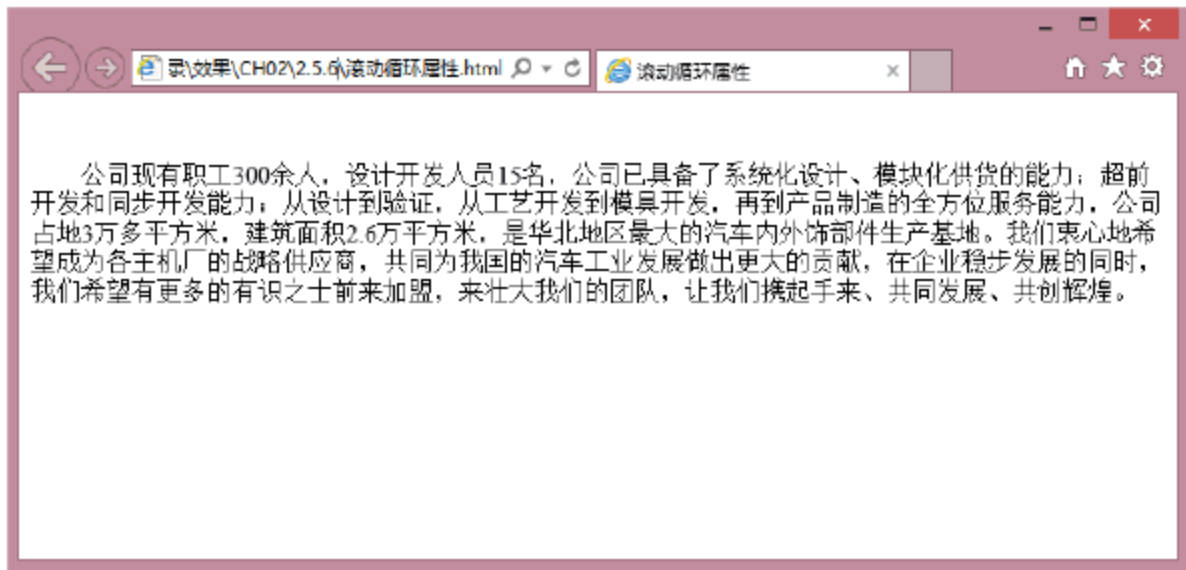 录\效果\CH02\2.5.6\滚动循环属性.html
滚动循环属性
公司现有职工300余人，设计开发人员15名，公司已具备了系统化设计、模块化供货的能力；超前
开发和同步开发能力；从设计到验证，从工艺开发到模具开发，再到产品制造的全方位服务能力，公司
占地3万多平方米，建筑面积2.6万平方米，是华北地区最大的汽车内外饰部件生产基地。我们衷心地希
望成为各主机厂的战略供应商，共同为我国的汽车工业发展做出更大的贡献，在企业稳步发展的同时，
我们希望有更多的有识之士前来加盟，来壮大我们的团队，让我们携起手来、共同发展、共创辉煌。